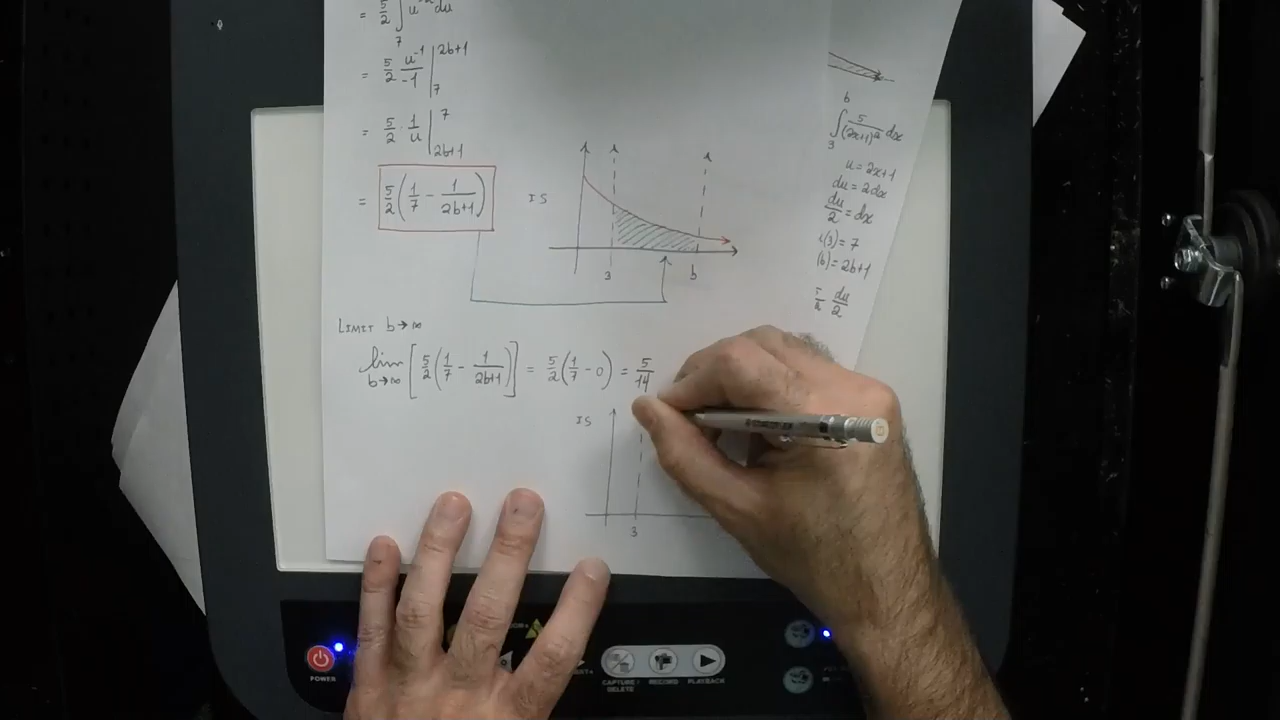 = 5/2 ∫ u⁻² du
7
= 5/2 u⁻¹/-1 | 2b+1
7
= 5/2 · 1/u | 7
2b+1
= 5/2 (1/7 - 1/(2b+1)) IS
3 b
LIMIT b→∞
lim b→∞ [5/2 (1/7 - 1/(2b+1))] = 5/2 (1/7 - 0) = 5/14
IS
3
b
∫ 5/(2x+1)² dx
3
u = 2x+1
du = 2dx
du/2 = dx
(3) = 7
(b) = 2b+1
du/2
POWER
CAPTURE / DELETE
RECORD
PLAYBACK